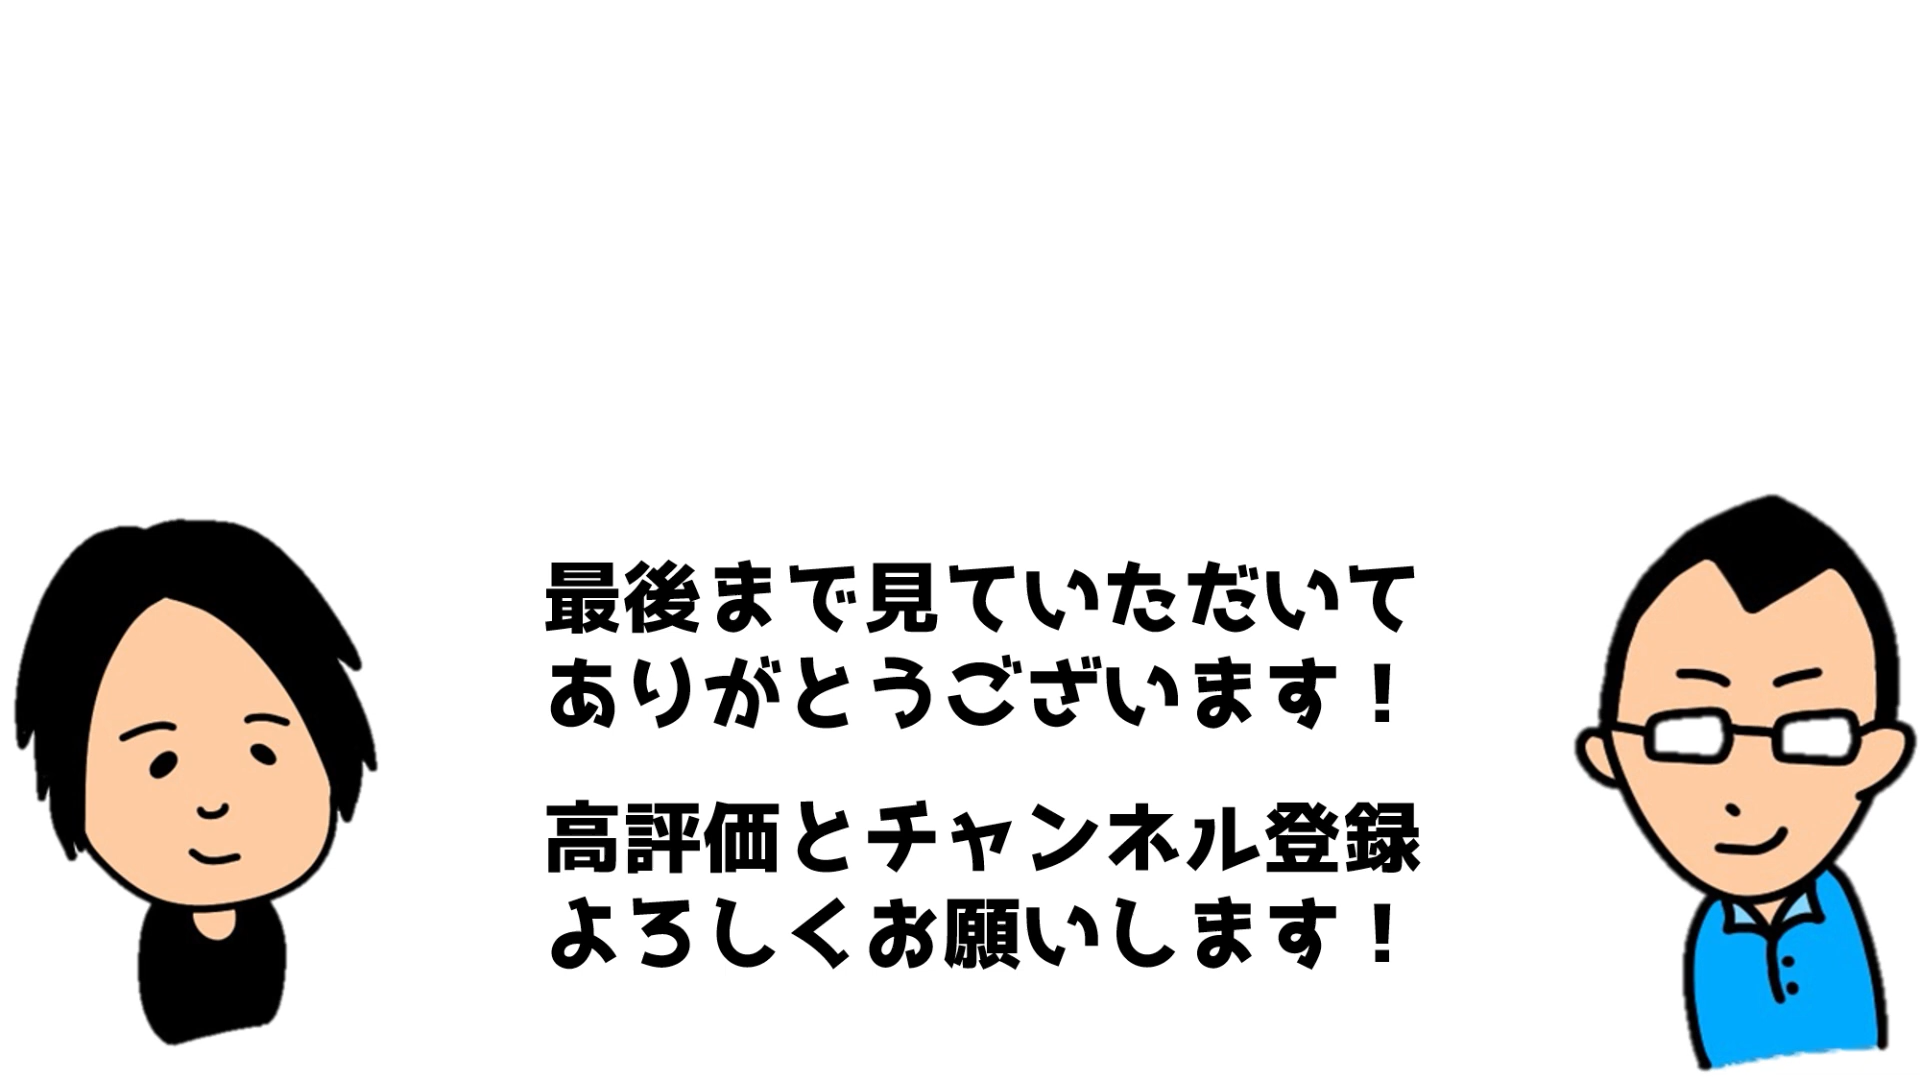 最後まで見ていただいて
ありがとうございます！
高評価とチャンネル登録
よろしくお願いします！